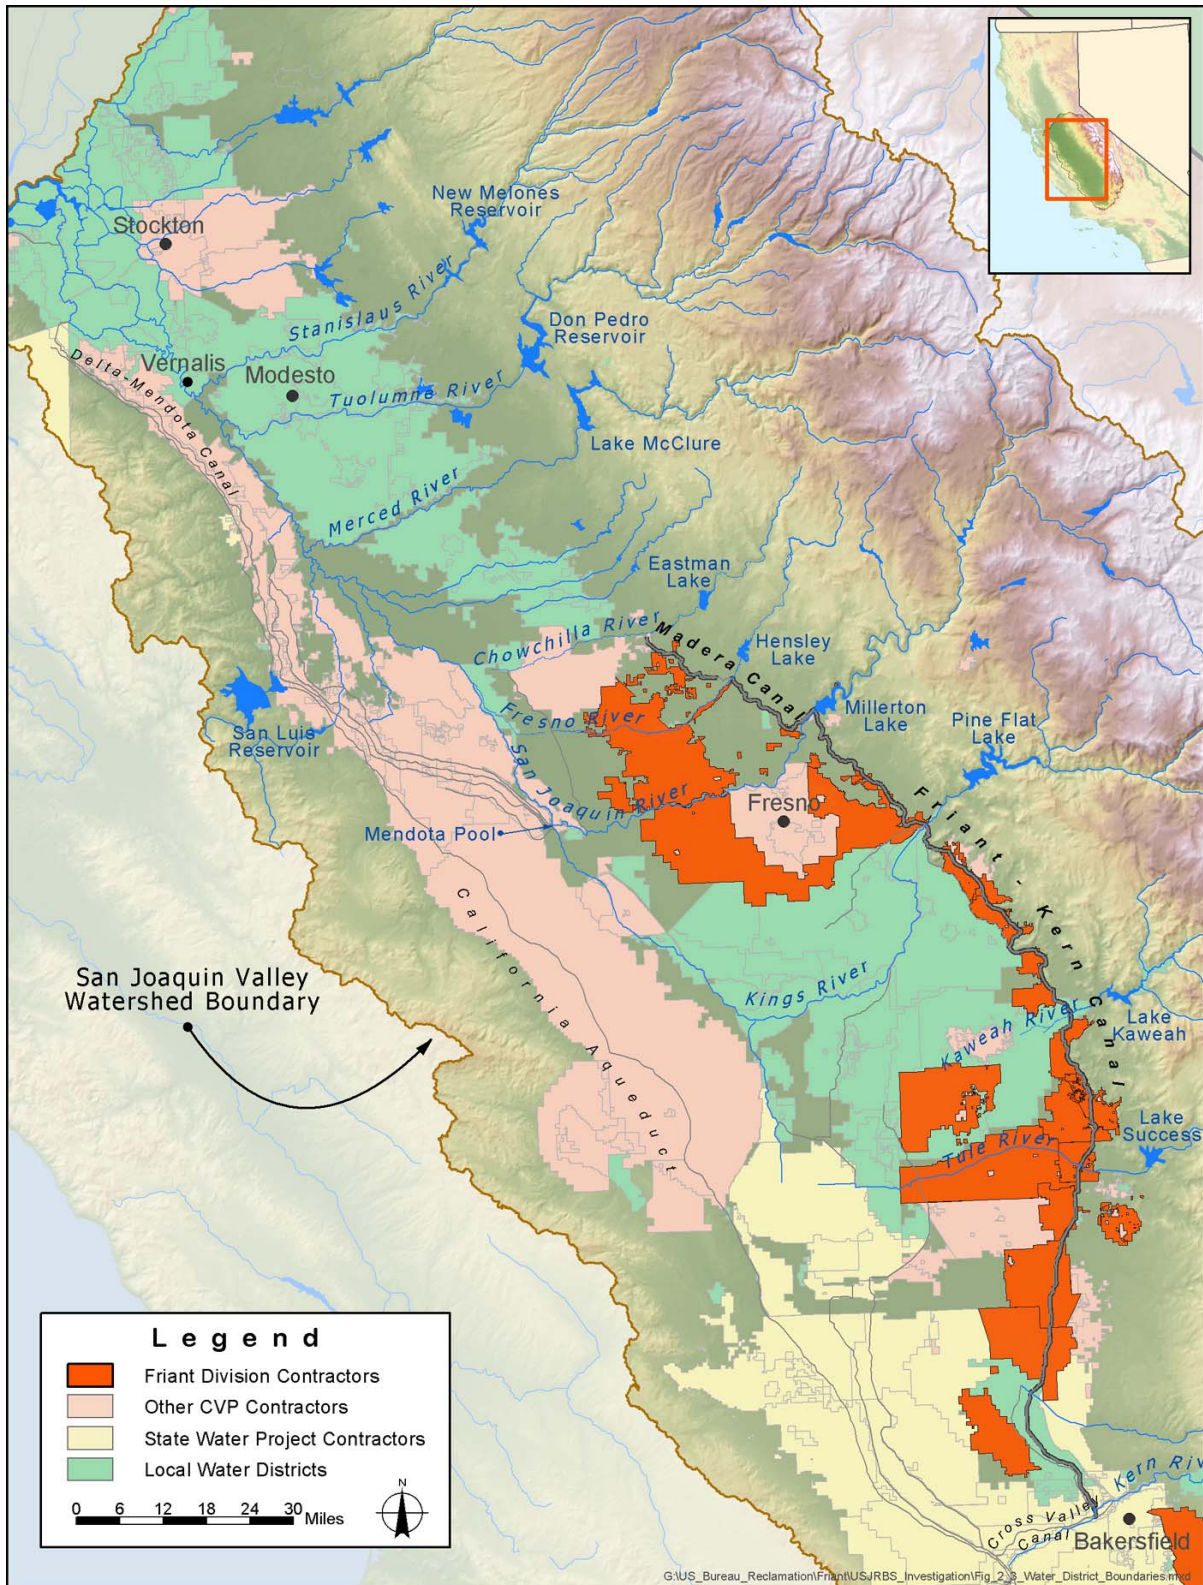 New Melones
Reservoir
Stockton
Stanislaus River
Don Pedro
Reservoir
Vernalis
Modesto
Delta-Mendota Canal
Tuolumne River
Lake McClure
Merced River
Eastman
Lake
Chowchilla River
Madera Canal
Hensley
Lake
Millerton
Lake
Fresno River
San Luis
Reservoir
Pine Flat
Lake
San Joaquin River
Fresno
Mendota Pool
Friant - Kern Canal
California Aqueduct
San Joaquin Valley
Watershed Boundary
Kings River
Lake
Kaweah
Kaweah River
Lake
Success
Tule River
Legend
Friant Division Contractors
Other CVP Contractors
State Water Project Contractors
Local Water Districts
0 6 12 18 24 30 Miles
N
Kern Riv
Cross Valley
Canal
Bakersfield
G:\US_Bureau_Reclamation\Friant\USJRBS_Investigation\Fig_2_3_Water_District_Boundaries.mxd